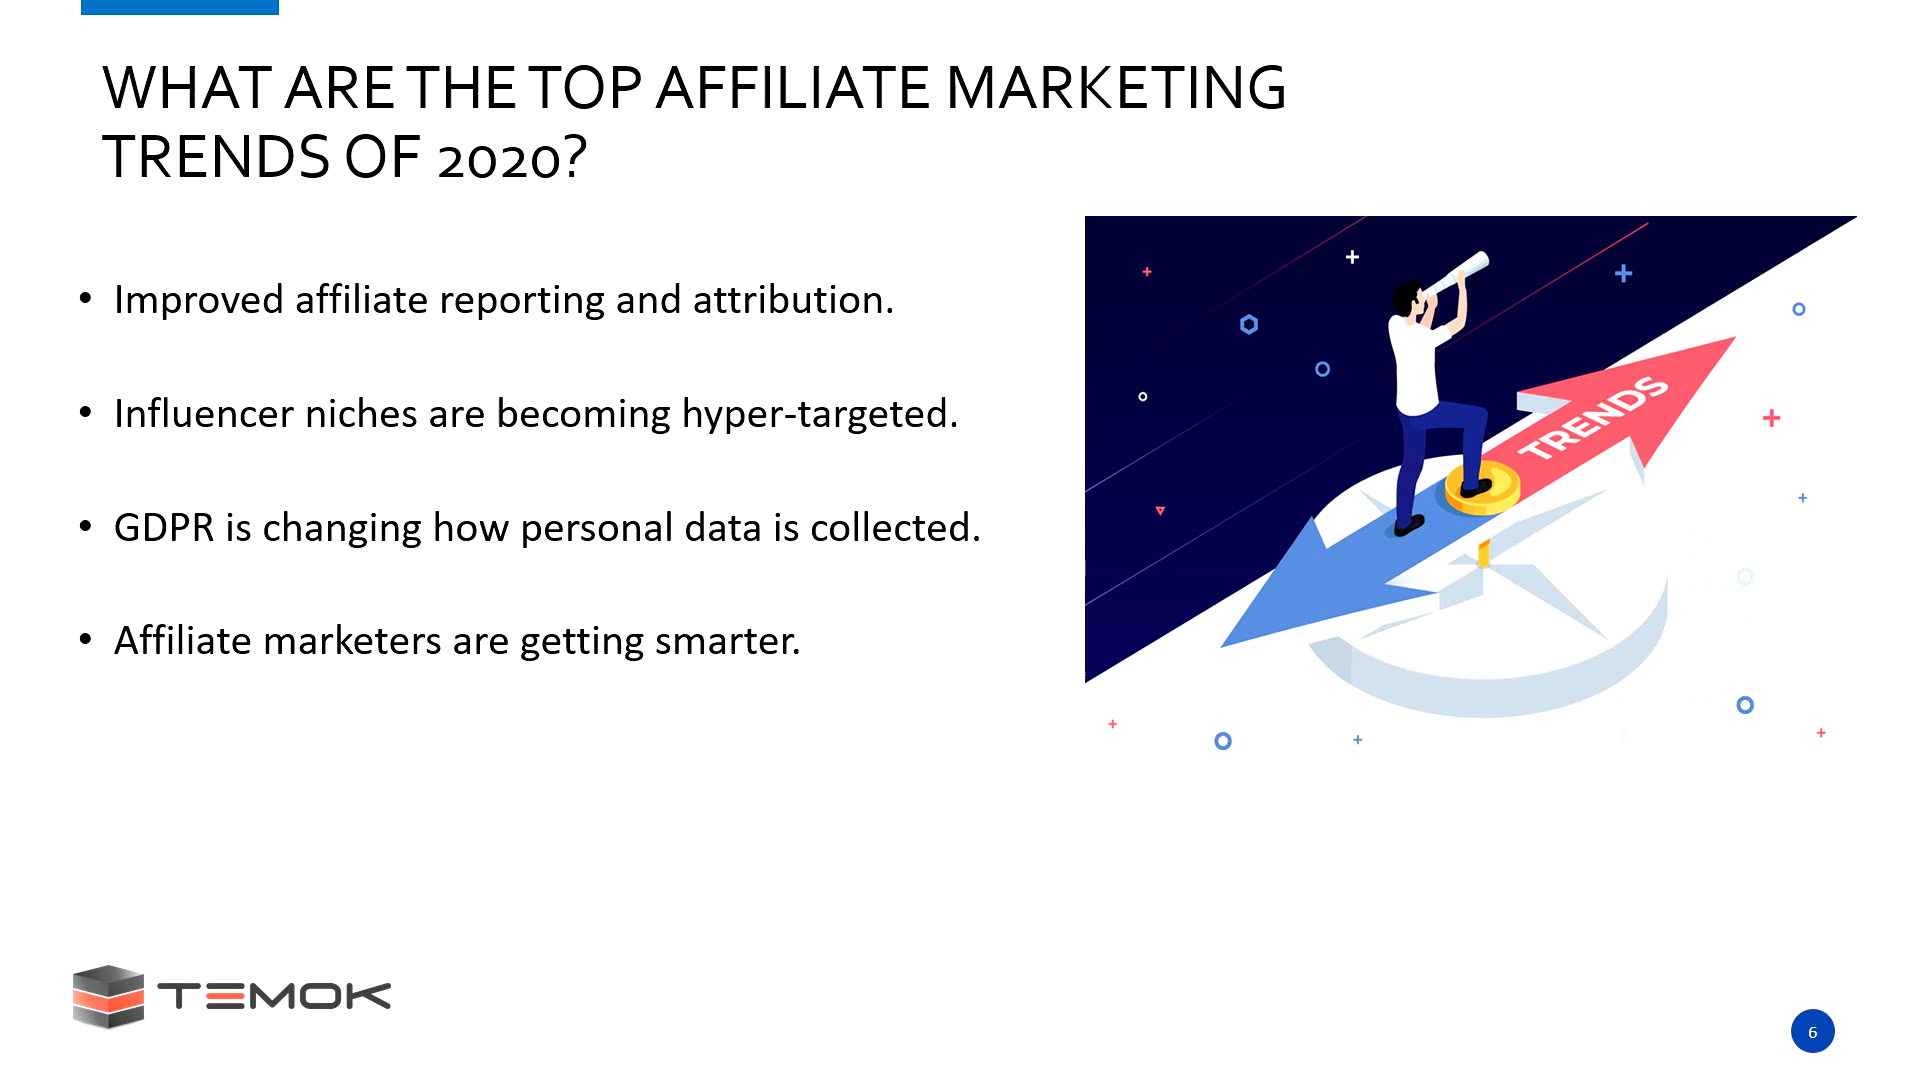 WHAT ARE THE TOP AFFILIATE MARKETING
TRENDS OF 2020?
• Improved affiliate reporting and attribution.
• Influencer niches are becoming hyper-targeted.
• GDPR is changing how personal data is collected.
• Affiliate marketers are getting smarter.
TRENDS
TEMOK
6